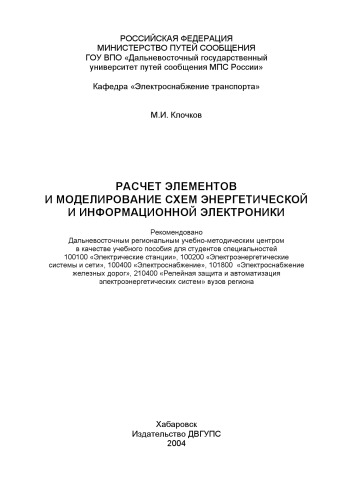 РОССИЙСКАЯ ФЕДЕРАЦИЯ
МИНИСТЕРСТВО ПУТЕЙ СООБЩЕНИЯ
ГОУ ВПО «Дальневосточный государственный
университет путей сообщения МПС России»
Кафедра «Электроснабжение транспорта»
М.И. Клочков
РАСЧЕТ ЭЛЕМЕНТОВ
И МОДЕЛИРОВАНИЕ СХЕМ ЭНЕРГЕТИЧЕСКОЙ
И ИНФОРМАЦИОННОЙ ЭЛЕКТРОНИКИ
Рекомендовано
Дальневосточным региональным учебно-методическим центром
в качестве учебного пособия для студентов специальностей
100100 «Электрические станции», 100200 «Электроэнергетические
системы и сети», 100400 «Электроснабжение», 101800 «Электроснабжение
железных дорог», 210400 «Релейная защита и автоматизация
электроэнергетических систем» вузов региона
Хабаровск
Издательство ДВГУПС
2004